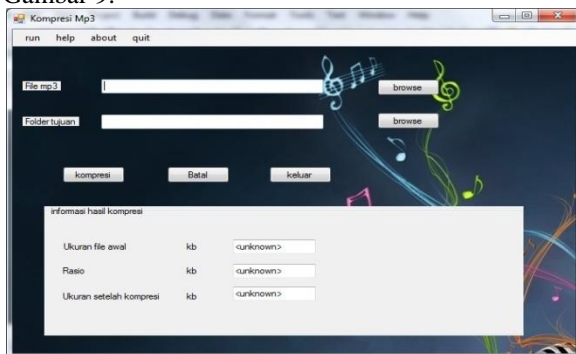 Gambar 9.
Kompresi Mp3
run help about quit
File mp3 browse
Folder tujuan browse
kompresi Batal keluar
informasi hasil kompresi
Ukuran file awal kb <unknown>
Rasio kb <unknown>
Ukuran setelah kompresi kb <unknown>